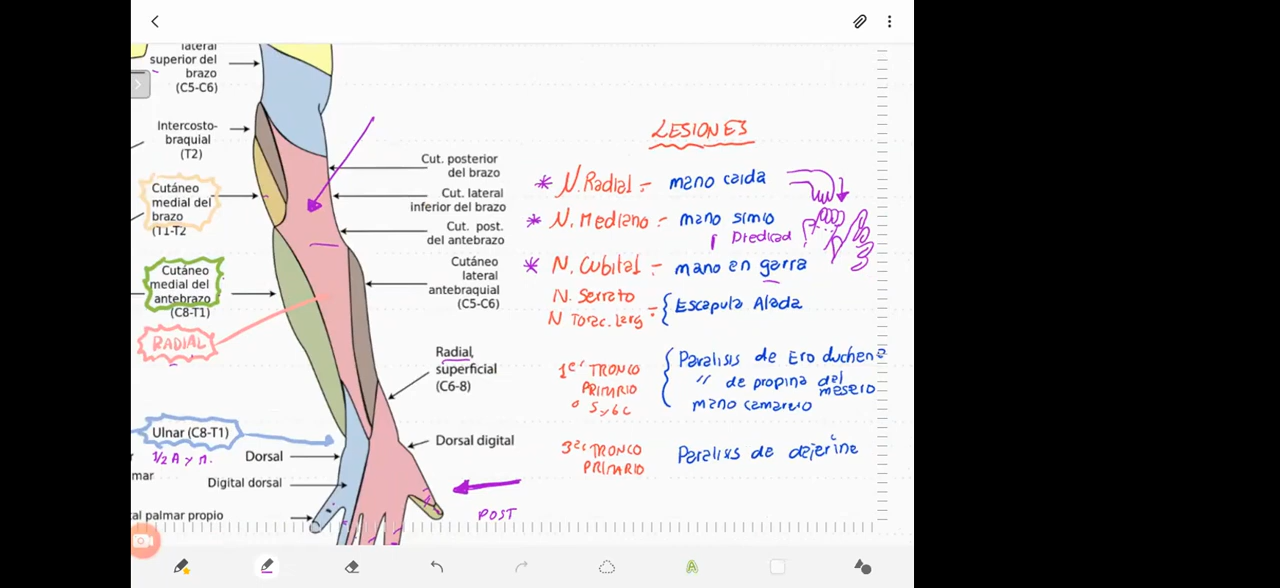 lateral
superior del
brazo
(C5-C6)
Intercosto-
braquial
(T2)
Cutáneo
medial del
brazo
(T1-T2
Cutáneo
medial del
antebrazo
(C8-T1)
RADIAL
Ulnar (C8-T1)
1/2 A y n.
Dorsal
mar
Digital dorsal
al palmar propio
Cut. posterior
del brazo
Cut. lateral
inferior del brazo
Cut. post.
del antebrazo
Cutáneo
lateral
antebraquial
(C5-C6)
Radial
superficial
(C6-8)
Dorsal digital
POST
LESIONES
* N. Radial = mano caida
* N. Mediano = mano simio
Predicad
* N. Cubital = mano en garra
N. Serrato
N Torac. Larg = { Escapula Alada
1er TRONCO
PRIMARIO
o 5 y 6 C
Paralisis de Ero duchene
" de propina del
mesero
mano camarero
3er TRONCO
PRIMARIO
Paralisis de dejerine